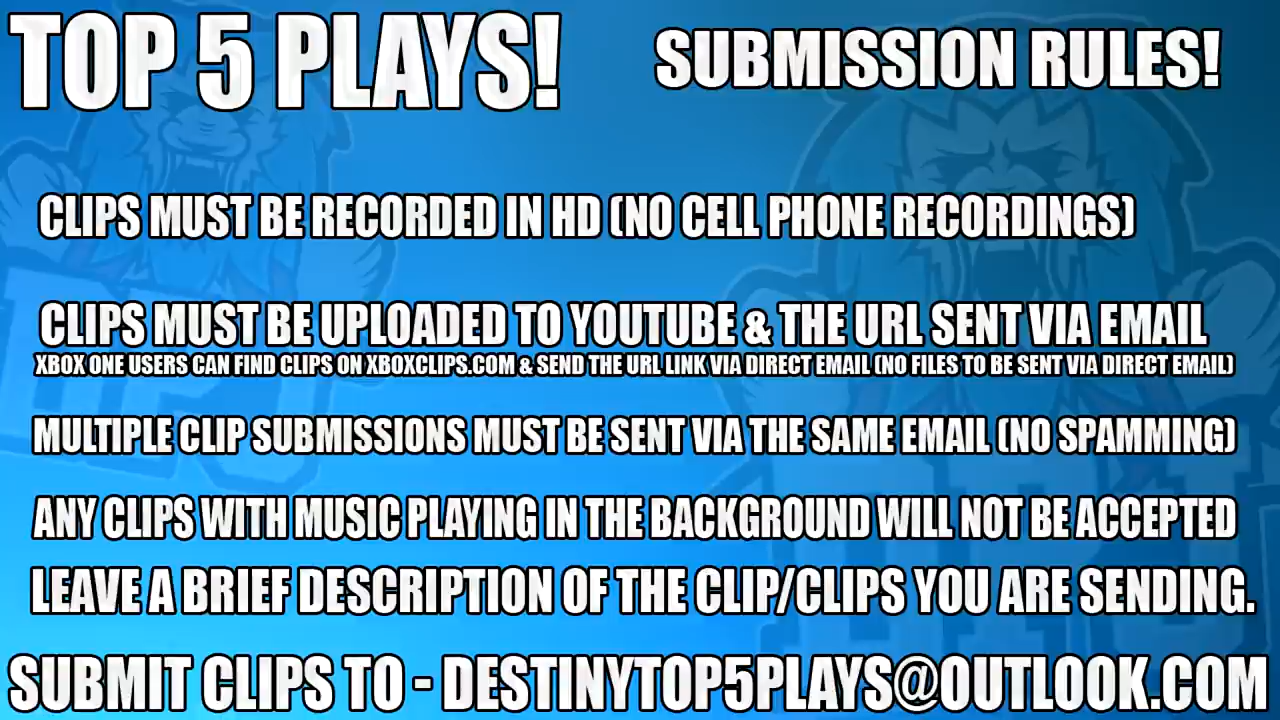 TOP 5 PLAYS!
SUBMISSION RULES!
CLIPS MUST BE RECORDED IN HD (NO CELL PHONE RECORDINGS)
CLIPS MUST BE UPLOADED TO YOUTUBE & THE URL SENT VIA EMAIL
XBOX ONE USERS CAN FIND CLIPS ON XBOXCLIPS.COM & SEND THE URL LINK VIA DIRECT EMAIL (NO FILES TO BE SENT VIA DIRECT EMAIL)
MULTIPLE CLIP SUBMISSIONS MUST BE SENT VIA THE SAME EMAIL (NO SPAMMING)
ANY CLIPS WITH MUSIC PLAYING IN THE BACKGROUND WILL NOT BE ACCEPTED
LEAVE A BRIEF DESCRIPTION OF THE CLIP/CLIPS YOU ARE SENDING.
SUBMIT CLIPS TO - DESTINYTOP5PLAYS@OUTLOOK.COM